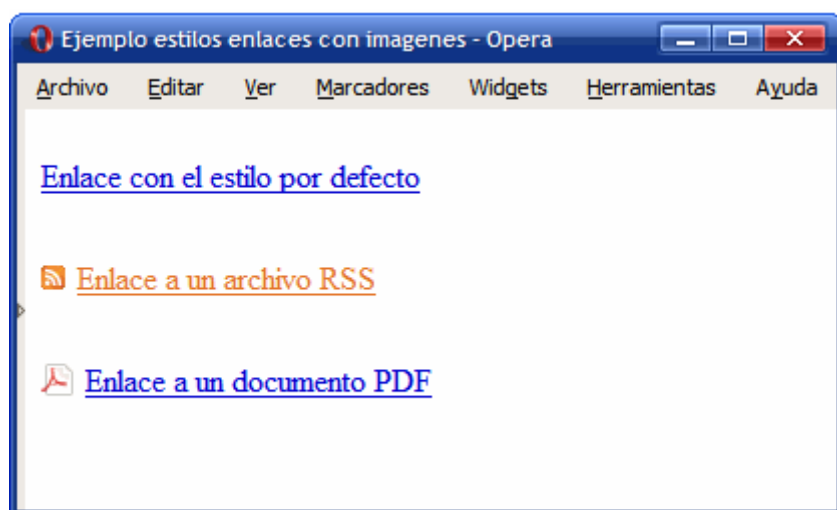 Ejemplo estilos enlaces con imagenes - Opera
Archivo Editar Ver Marcadores Widgets Herramientas Ayuda
Enlace con el estilo por defecto
Enlace a un archivo RSS
Enlace a un documento PDF